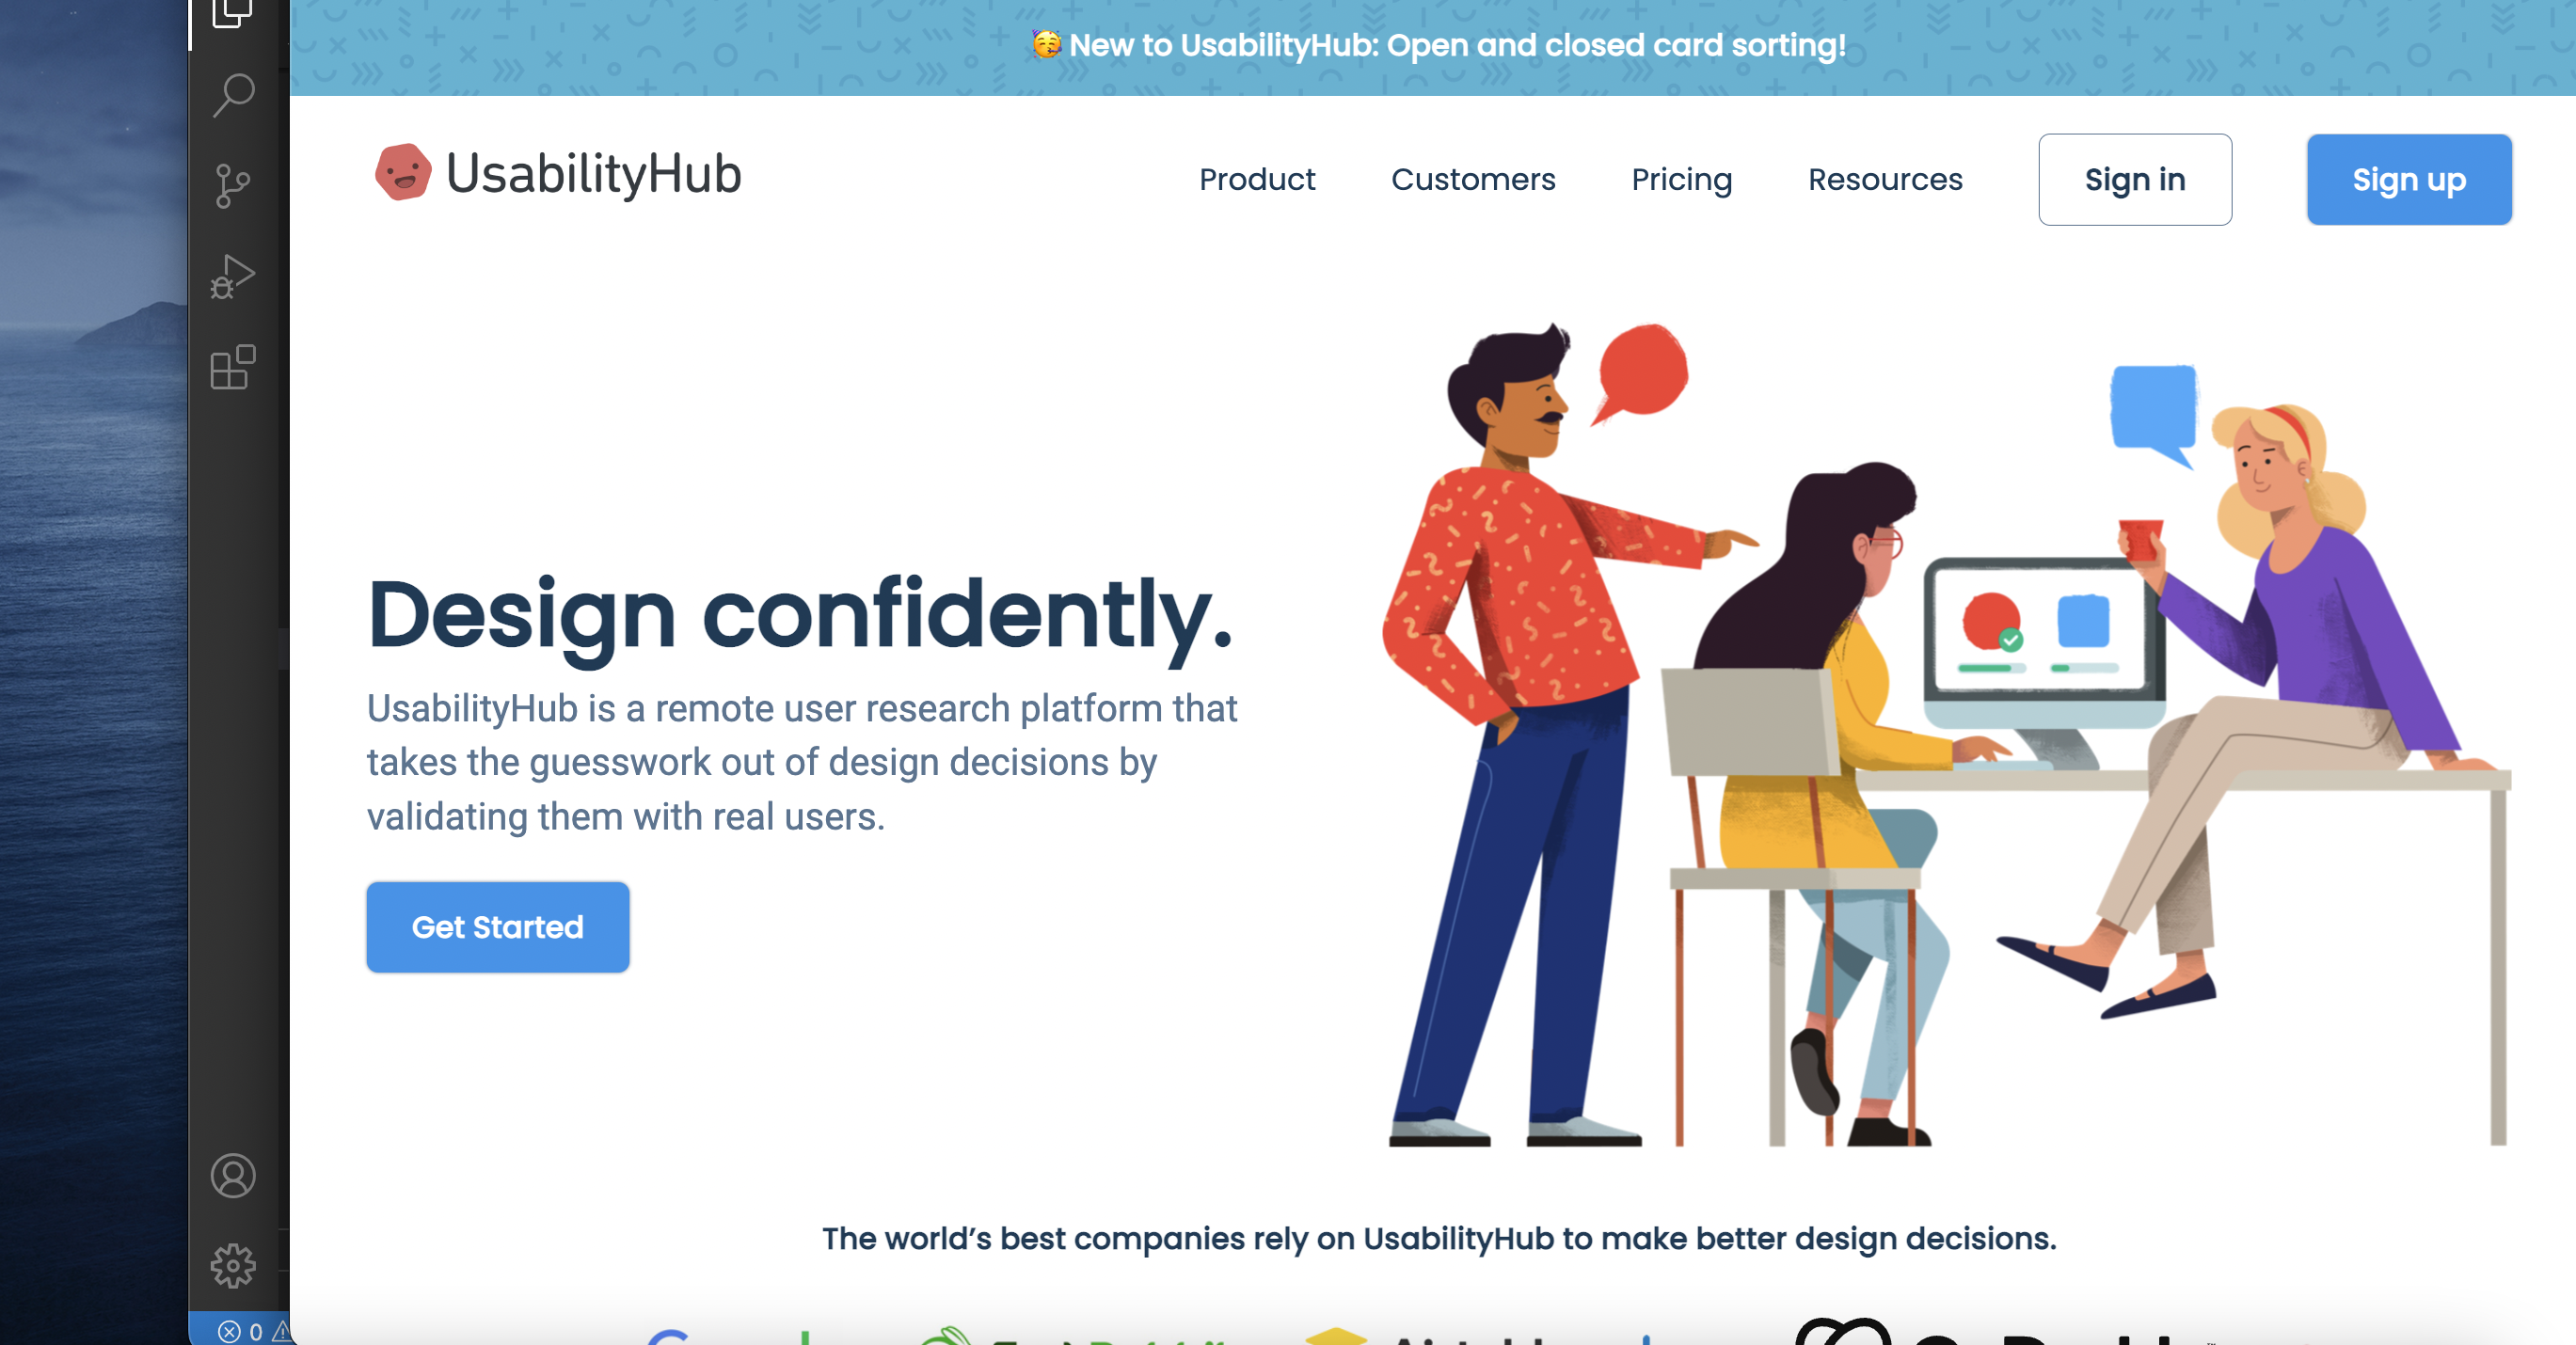 🥳 New to UsabilityHub: Open and closed card sorting!
UsabilityHub
Product
Customers
Pricing
Resources
Sign in
Sign up
Design confidently.
UsabilityHub is a remote user research platform that
takes the guesswork out of design decisions by
validating them with real users.
Get Started
The world’s best companies rely on UsabilityHub to make better design decisions.
0